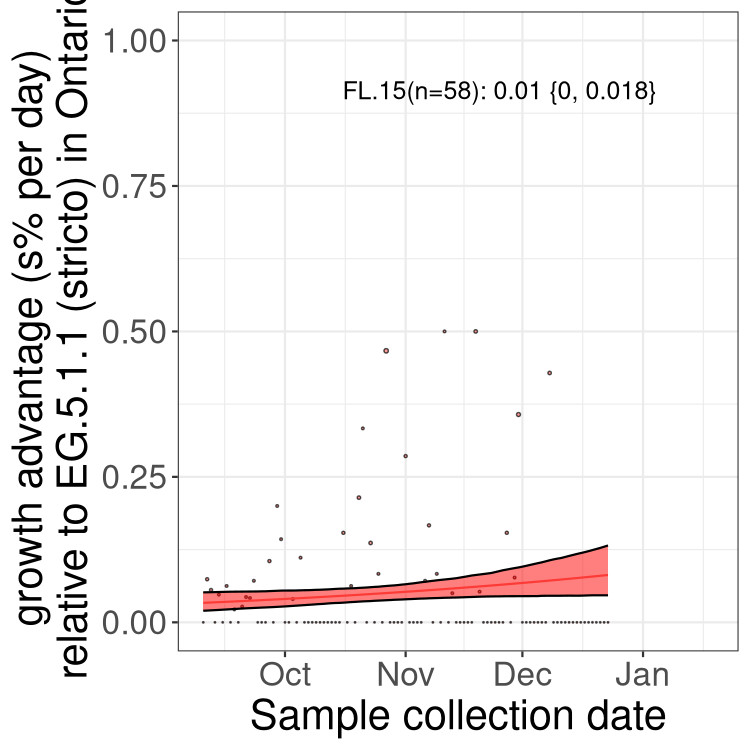 growth advantage (s% per day)
relative to EG.5.1.1 (stricto) in Ontario
1.00
0.75
0.50
0.25
0.00
FL.15(n=58): 0.01 {0, 0.018}
Oct Nov Dec Jan
Sample collection date